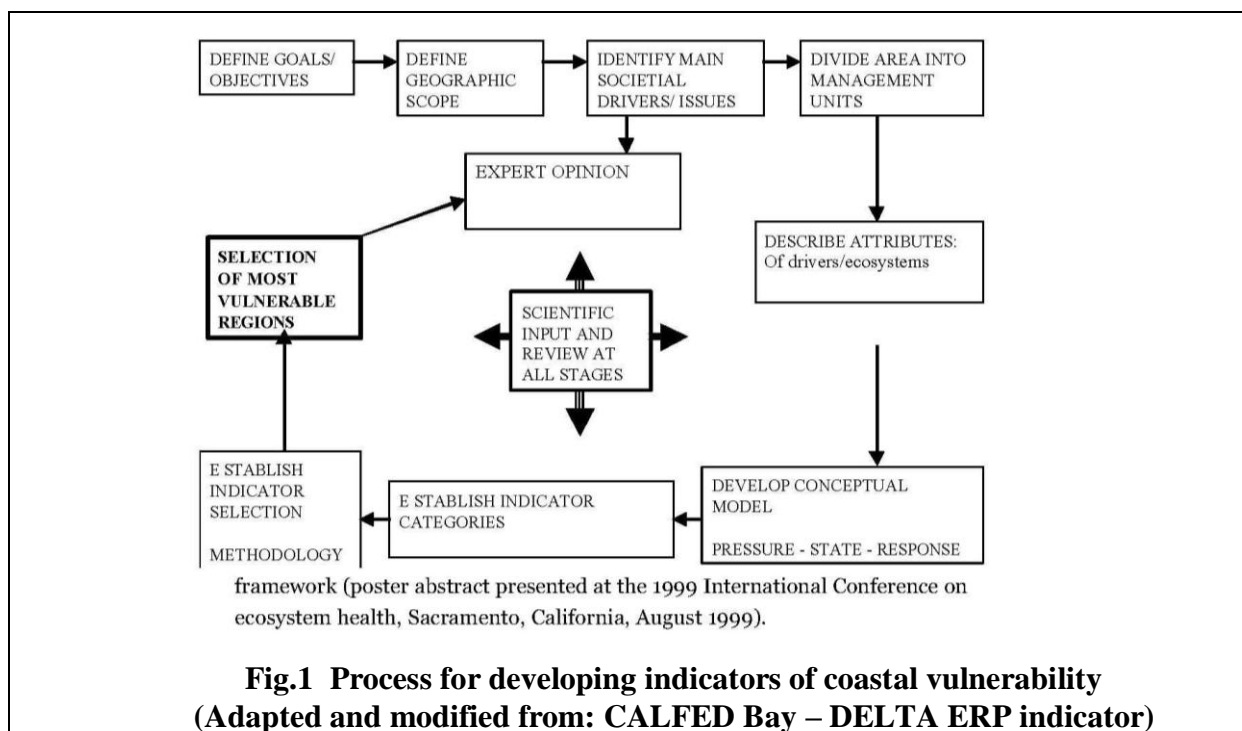 DEFINE GOALS/
OBJECTIVES
DEFINE
GEOGRAPHIC
SCOPE
IDENTIFY MAIN
SOCIETIAL
DRIVERS/ ISSUES
DIVIDE AREA INTO
MANAGEMENT
UNITS
EXPERT OPINION
SELECTION
OF MOST
VULNERABLE
REGIONS
DESCRIBE ATTRIBUTES:
Of drivers/ecosystems
SCIENTIFIC
INPUT AND
REVIEW AT
ALL STAGES
E STABLISH
INDICATOR
SELECTION
METHODOLOGY
E STABLISH INDICATOR
CATEGORIES
DEVELOP CONCEPTUAL
MODEL
PRESSURE - STATE - RESPONSE
framework (poster abstract presented at the 1999 International Conference on
ecosystem health, Sacramento, California, August 1999).
Fig.1 Process for developing indicators of coastal vulnerability
(Adapted and modified from: CALFED Bay – DELTA ERP indicator)